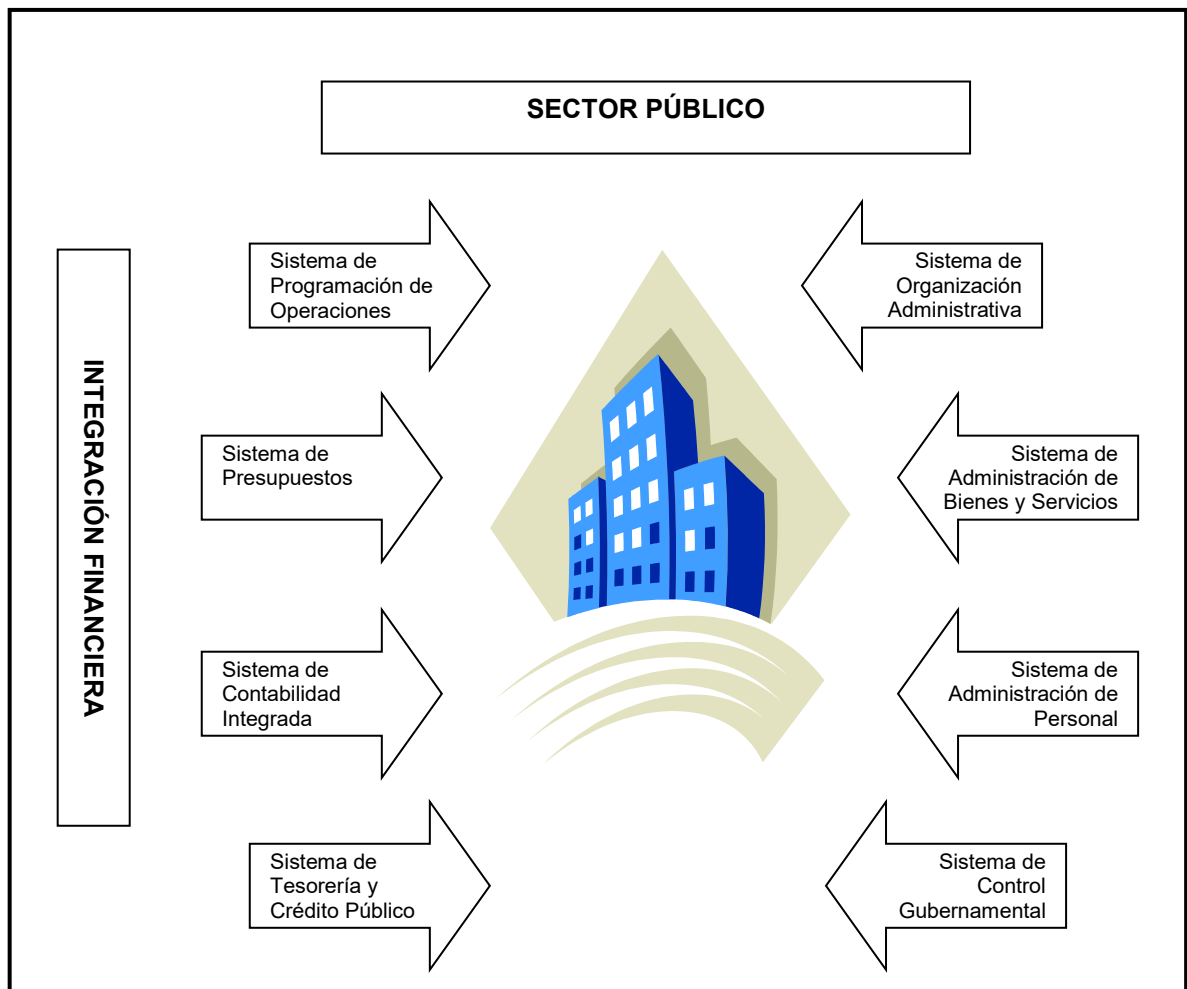 SECTOR PÚBLICO
INTEGRACIÓN FINANCIERA
Sistema de
Programación de
Operaciones
Sistema de
Organización
Administrativa
Sistema de
Presupuestos
Sistema de
Administración de
Bienes y Servicios
Sistema de
Contabilidad
Integrada
Sistema de
Administración de
Personal
Sistema de
Tesorería y
Crédito Público
Sistema de
Control
Gubernamental